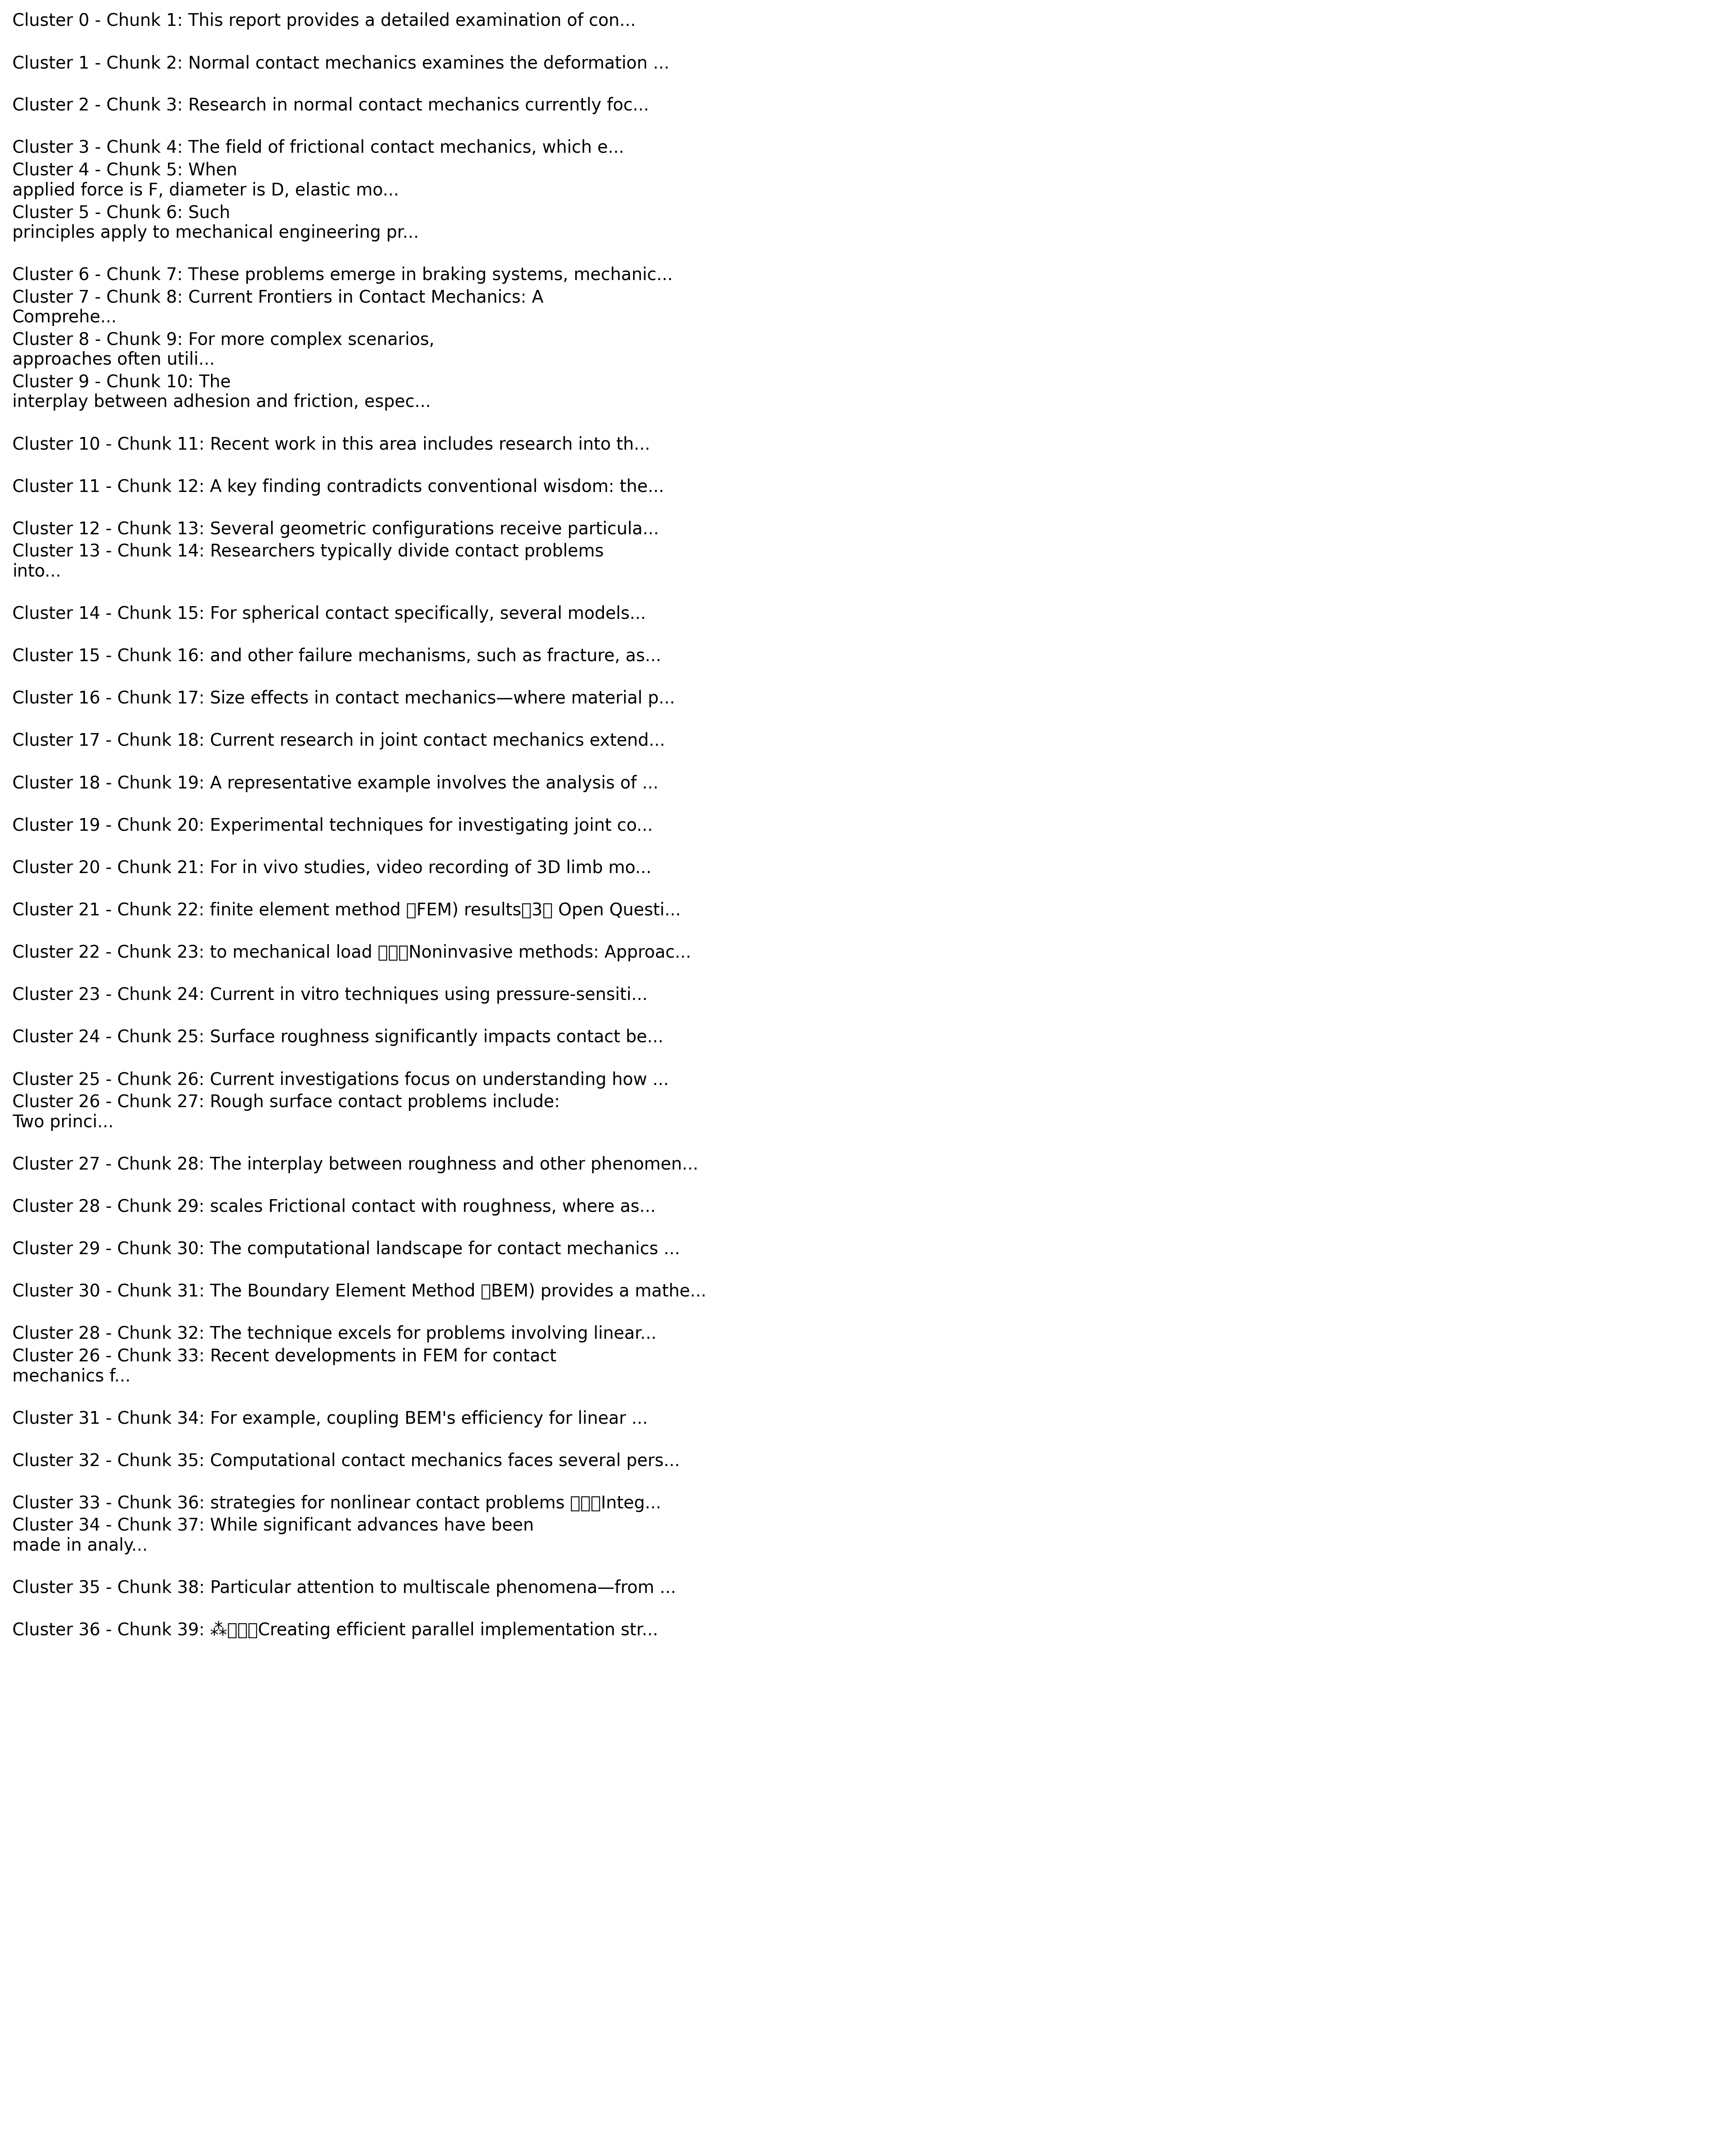 Cluster 0 - Chunk 1: This report provides a detailed examination of con...
Cluster 1 - Chunk 2: Normal contact mechanics examines the deformation ...
Cluster 2 - Chunk 3: Research in normal contact mechanics currently foc...
Cluster 3 - Chunk 4: The field of frictional contact mechanics, which e...
Cluster 4 - Chunk 5: When
applied force is F, diameter is D, elastic mo...
Cluster 5 - Chunk 6: Such
principles apply to mechanical engineering pr...
Cluster 6 - Chunk 7: These problems emerge in braking systems, mechanic...
Cluster 7 - Chunk 8: Current Frontiers in Contact Mechanics: A
Comprehe...
Cluster 8 - Chunk 9: For more complex scenarios,
approaches often utili...
Cluster 9 - Chunk 10: The
interplay between adhesion and friction, espec...
Cluster 10 - Chunk 11: Recent work in this area includes research into th...
Cluster 11 - Chunk 12: A key finding contradicts conventional wisdom: the...
Cluster 12 - Chunk 13: Several geometric configurations receive particula...
Cluster 13 - Chunk 14: Researchers typically divide contact problems
into...
Cluster 14 - Chunk 15: For spherical contact specifically, several models...
Cluster 15 - Chunk 16: and other failure mechanisms, such as fracture, as...
Cluster 16 - Chunk 17: Size effects in contact mechanics—where material p...
Cluster 17 - Chunk 18: Current research in joint contact mechanics extend...
Cluster 18 - Chunk 19: A representative example involves the analysis of ...
Cluster 19 - Chunk 20: Experimental techniques for investigating joint co...
Cluster 20 - Chunk 21: For in vivo studies, video recording of 3D limb mo...
Cluster 21 - Chunk 22: finite element method ▯FEM) results▯3▯ Open Questi...
Cluster 22 - Chunk 23: to mechanical load ▯▯▯Noninvasive methods: Approac...
Cluster 23 - Chunk 24: Current in vitro techniques using pressure-sensiti...
Cluster 24 - Chunk 25: Surface roughness significantly impacts contact be...
Cluster 25 - Chunk 26: Current investigations focus on understanding how ...
Cluster 26 - Chunk 27: Rough surface contact problems include:
Two princi...
Cluster 27 - Chunk 28: The interplay between roughness and other phenomen...
Cluster 28 - Chunk 29: scales Frictional contact with roughness, where as...
Cluster 29 - Chunk 30: The computational landscape for contact mechanics ...
Cluster 30 - Chunk 31: The Boundary Element Method ▯BEM) provides a mathe...
Cluster 28 - Chunk 32: The technique excels for problems involving linear...
Cluster 26 - Chunk 33: Recent developments in FEM for contact
mechanics f...
Cluster 31 - Chunk 34: For example, coupling BEM's efficiency for linear ...
Cluster 32 - Chunk 35: Computational contact mechanics faces several pers...
Cluster 33 - Chunk 36: strategies for nonlinear contact problems ▯▯▯Integ...
Cluster 34 - Chunk 37: While significant advances have been
made in analy...
Cluster 35 - Chunk 38: Particular attention to multiscale phenomena—from ...
Cluster 36 - Chunk 39: ⁂▯▯▯Creating efficient parallel implementation str...